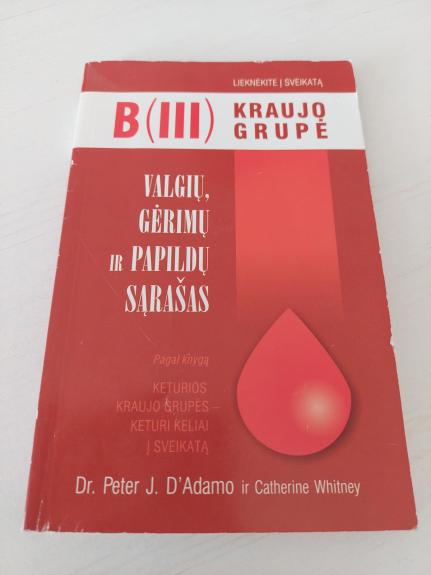 LIEKNĖKITE Į SVEIKATĄ
B(III) KRAUJO
GRUPĖ
VALGIŲ,
GĖRIMŲ
IR PAPILDŲ
SĄRAŠAS
Pagal knygą
KETURIOS
KRAUJO GRUPĖS –
KETURI KELIAI
Į SVEIKATĄ
Dr. Peter J. D'Adamo ir Catherine Whitney